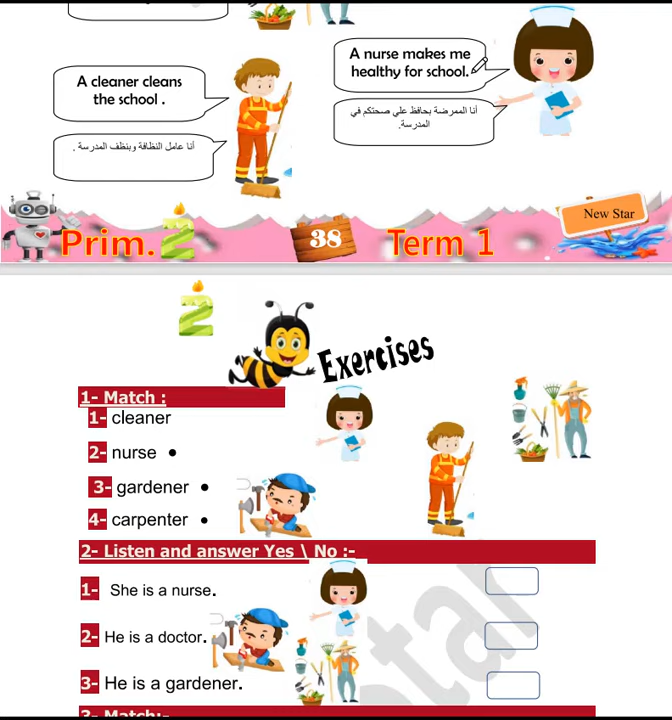 A nurse makes me
healthy for school.
A cleaner cleans
the school .
أنا الممرضة بحافظ علي صحتكم في
المدرسة.
أنا عامل النظافة وبنظف المدرسة .
Prim. 2
38
Term 1
New Star
2
Exercises
1- Match :
1- cleaner
2- nurse •
3- gardener •
4- carpenter •
2- Listen and answer Yes \ No :-
1- She is a nurse.
2- He is a doctor.
3- He is a gardener.
3- Match:-